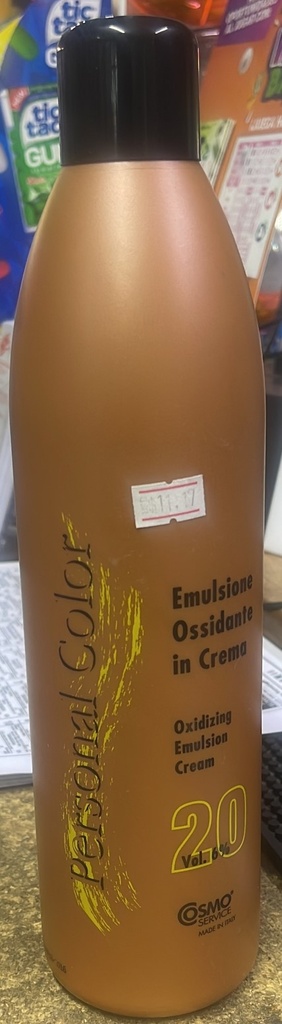 tic
tac
tic
tac
GU
Personal Color
Emulsione
Ossidante
in Crema
Oxidizing
Emulsion
Cream
20
Vol. 6%
COSMO®
SERVICE
MADE IN ITALY